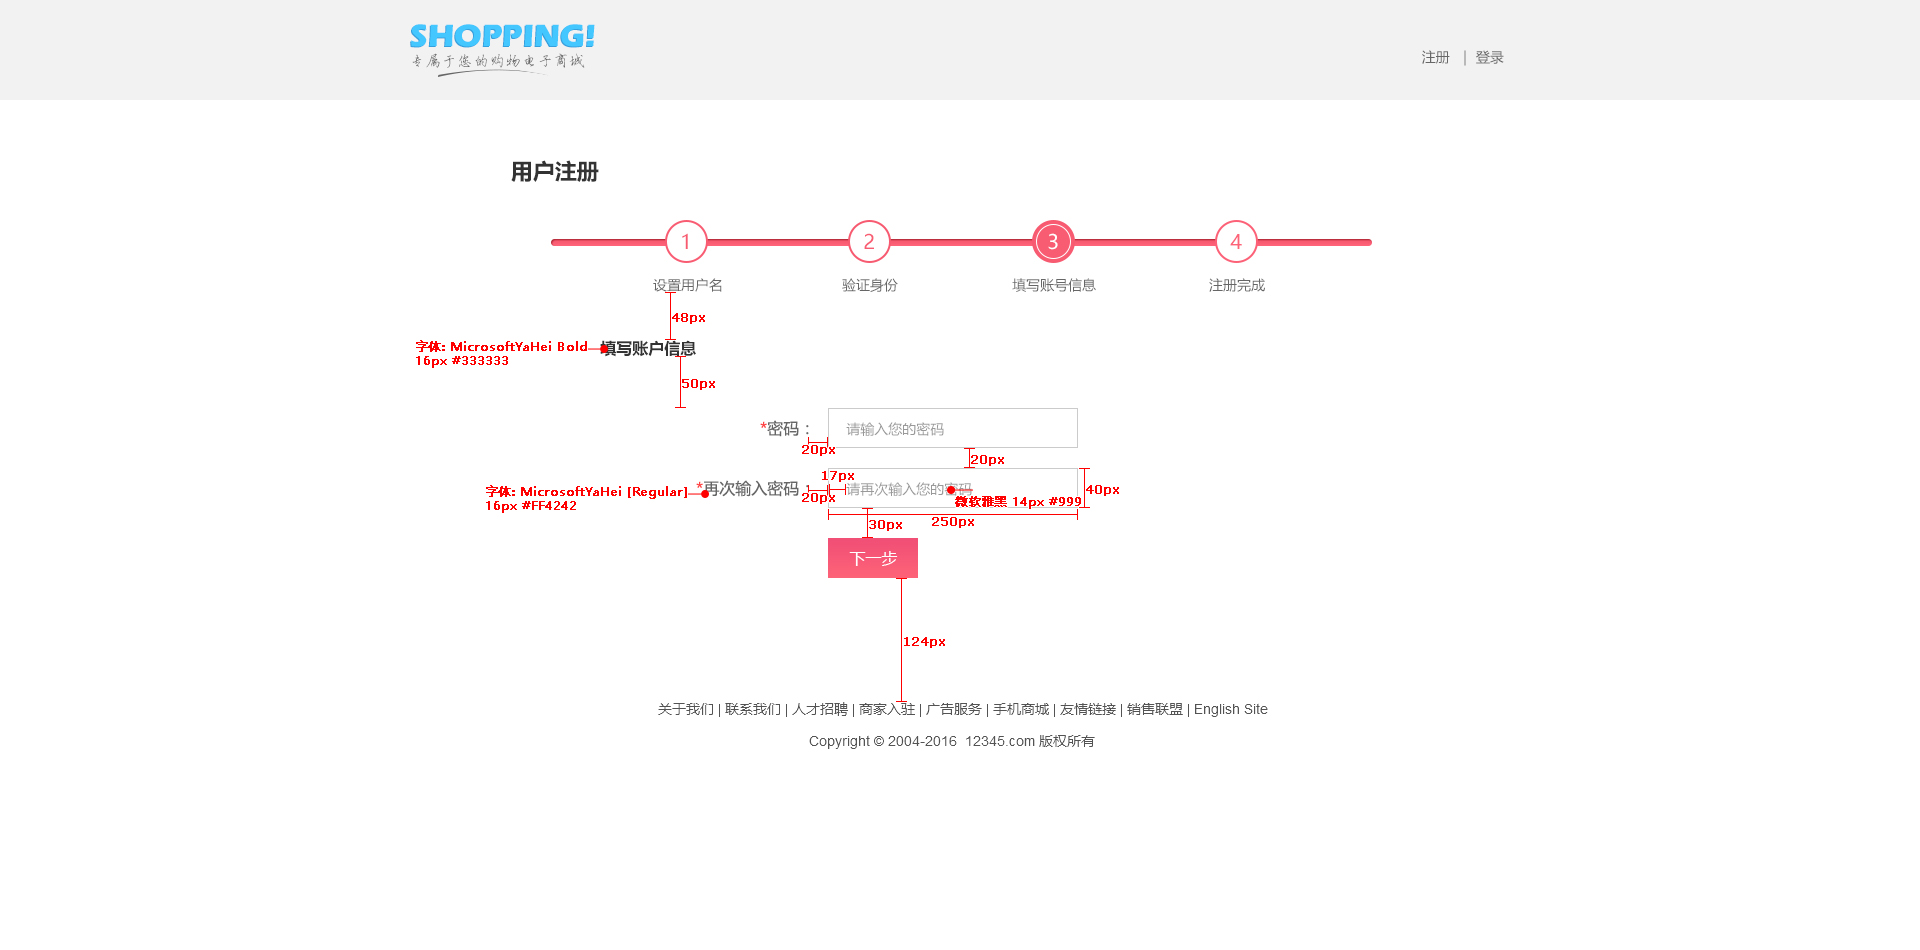 SHOPPING!
专属于您的购物电子商城
注册 | 登录
用户注册
1 2 3 4
设置用户名 验证身份 填写账号信息 注册完成
48px
字体: MicrosoftYaHei Bold
16px #333333
填写账户信息
50px
*密码： 请输入您的密码
20px
20px
17px
字体: MicrosoftYaHei [Regular]
16px #FF4242
*再次输入密码： 请再次输入您的密码
40px
20px
微软雅黑 14px #999
30px
250px
下一步
124px
关于我们 | 联系我们 | 人才招聘 | 商家入驻 | 广告服务 | 手机商城 | 友情链接 | 销售联盟 | English Site
Copyright © 2004-2016 12345.com 版权所有